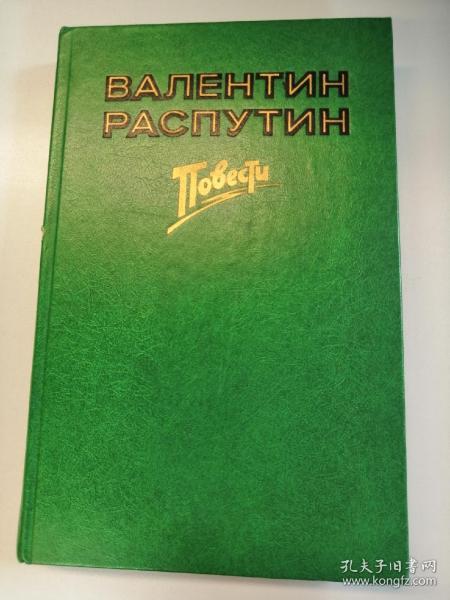 ВАЛЕНТИН
РАСПУТИН
Повести
孔夫子旧书网
www.kongfz.com